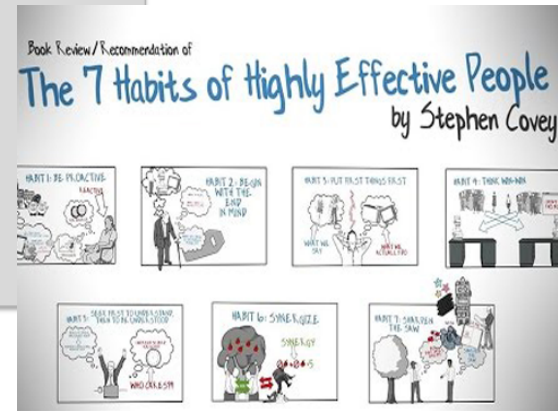 Book Review/Recommendation of
The 7 Habits of Highly Effective People
by Stephen Covey
HABIT 1: BE PROACTIVE
REACTIVE
HABIT 2: BEGIN
WITH THE
END
IN MIND
HABIT 3: PUT FIRST THINGS FIRST
WHAT WE
SAY
WHAT WE
ACTUALLY DO
HABIT 4: THINK WIN-WIN
HABIT 5: SEEK FIRST TO UNDERSTAND,
THEN TO BE UNDERSTOOD
WHO CARES?!?!
HABIT 6: SYNERGIZE
SYNERGY
HABIT 7: SHARPEN
THE SAW